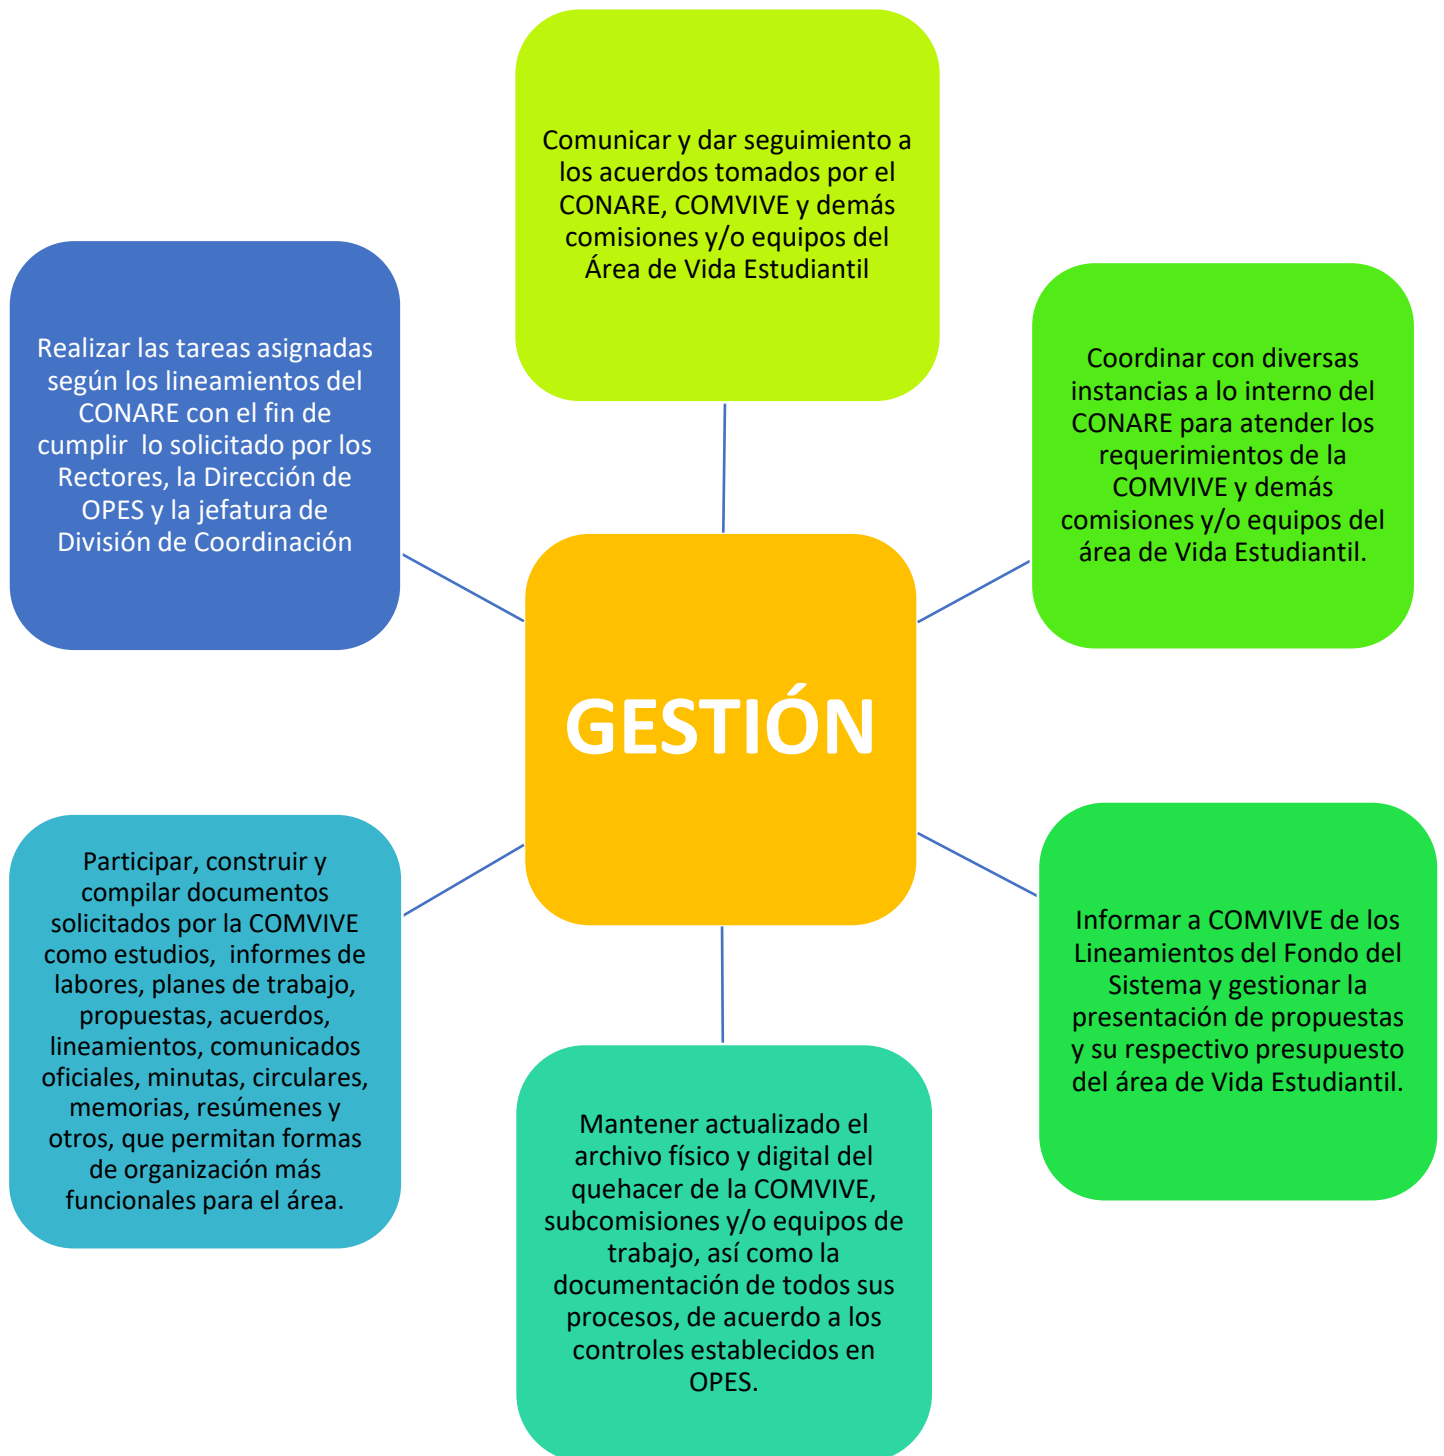 Comunicar y dar seguimiento a
los acuerdos tomados por el
CONARE, COMVIVE y demás
comisiones y/o equipos del
Área de Vida Estudiantil
Coordinar con diversas
instancias a lo interno del
CONARE para atender los
requerimientos de la
COMVIVE y demás
comisiones y/o equipos del
área de Vida Estudiantil.
Informar a COMVIVE de los
Lineamientos del Fondo del
Sistema y gestionar la
presentación de propuestas
y su respectivo presupuesto
del área de Vida Estudiantil.
Mantener actualizado el
archivo físico y digital del
quehacer de la COMVIVE,
subcomisiones y/o equipos de
trabajo, así como la
documentación de todos sus
procesos, de acuerdo a los
controles establecidos en
OPES.
Participar, construir y
compilar documentos
solicitados por la COMVIVE
como estudios,  informes de
labores, planes de trabajo,
propuestas, acuerdos,
lineamientos, comunicados
oficiales, minutas, circulares,
memorias, resúmenes y
otros, que permitan formas
de organización más
funcionales para el área.
Realizar las tareas asignadas
según los lineamientos del
CONARE con el fin de
cumplir  lo solicitado por los
Rectores, la Dirección de
OPES y la jefatura de
División de Coordinación
GESTIÓN